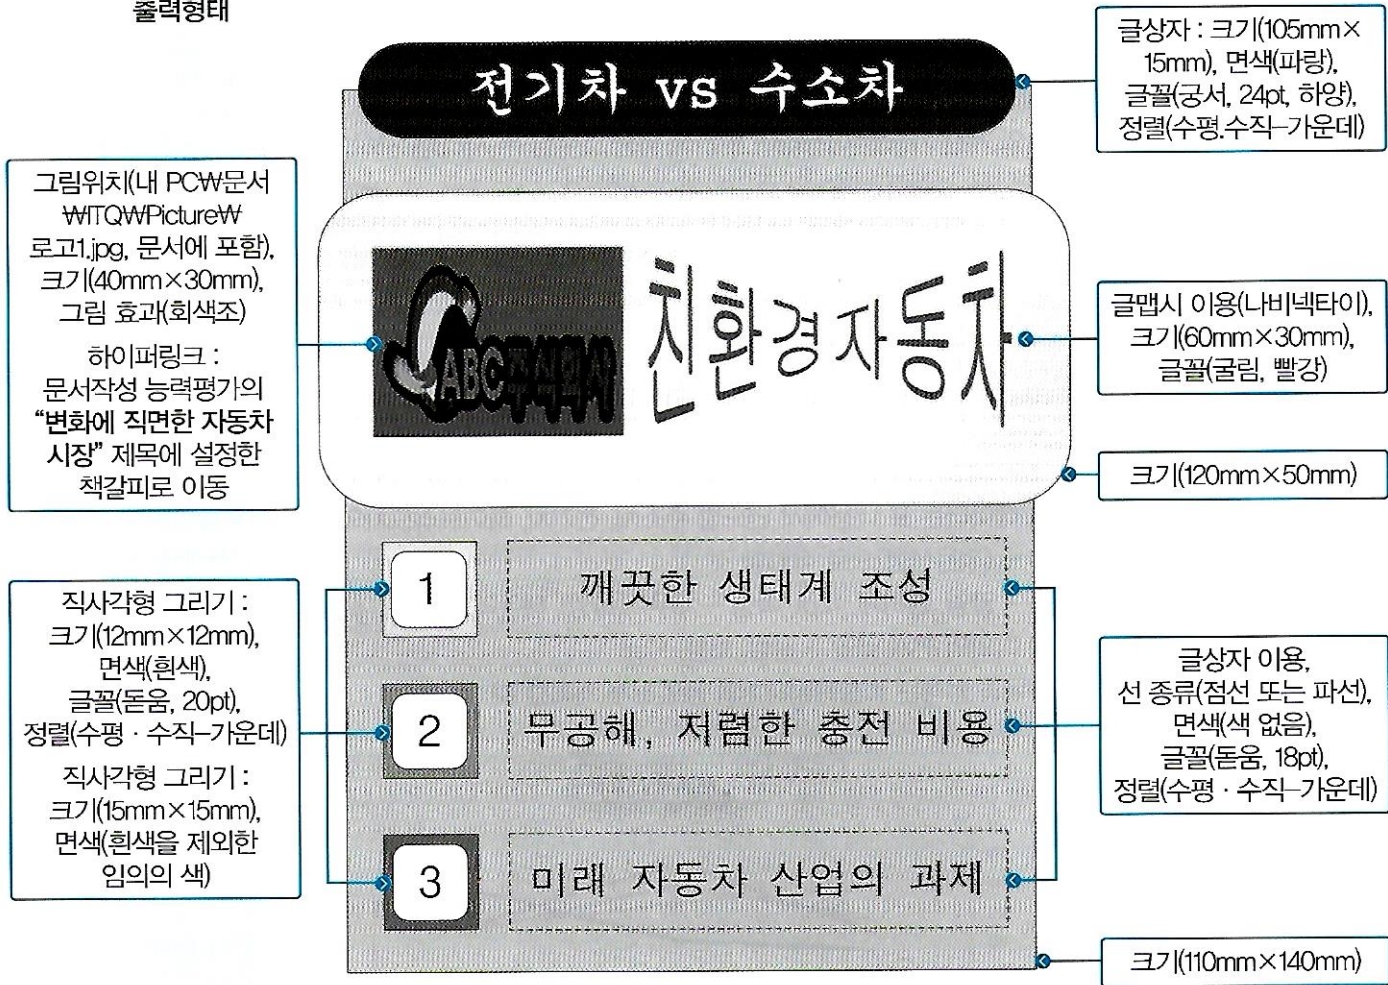 출력형태
전기차 vs 수소차
글상자 : 크기(105mm×
15mm), 면색(파랑),
글꼴(궁서, 24pt, 하양),
정렬(수평.수직-가운데)
그림위치(내 PC₩문서
₩ITQ₩Picture₩
로고1.jpg, 문서에 포함),
크기(40mm×30mm),
그림 효과(회색조)
하이퍼링크 :
문서작성 능력평가의
“변화에 직면한 자동차
시장” 제목에 설정한
책갈피로 이동
ABC주식회사
친환경자동차
글맵시 이용(나비넥타이),
크기(60mm×30mm),
글꼴(굴림, 빨강)
크기(120mm×50mm)
직사각형 그리기 :
크기(12mm×12mm),
면색(흰색),
글꼴(돋움, 20pt),
정렬(수평 · 수직-가운데)
직사각형 그리기 :
크기(15mm×15mm),
면색(흰색을 제외한
임의의 색)
1 깨끗한 생태계 조성
2 무공해, 저렴한 충전 비용
3 미래 자동차 산업의 과제
글상자 이용,
선 종류(점선 또는 파선),
면색(색 없음),
글꼴(돋움, 18pt),
정렬(수평 · 수직-가운데)
크기(110mm×140mm)